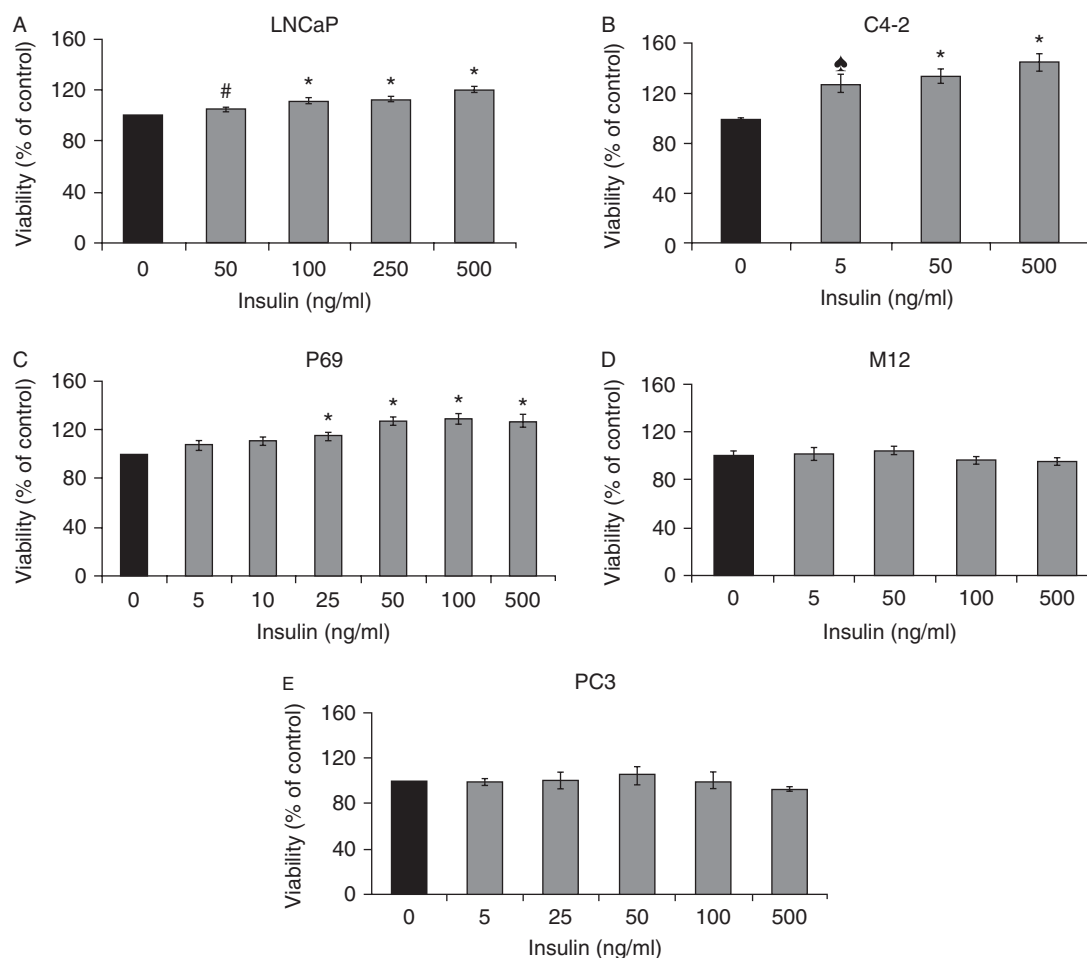 A
LNCaP
Viability (% of control)
160
120
80
40
0
#
*
*
*
0 50 100 250 500
Insulin (ng/ml)
B
C4-2
Viability (% of control)
160
120
80
40
0
♠
*
*
0 5 50 500
Insulin (ng/ml)
C
P69
Viability (% of control)
160
120
80
40
0
*
*
*
*
0 5 10 25 50 100 500
Insulin (ng/ml)
D
M12
Viability (% of control)
160
120
80
40
0
0 5 50 100 500
Insulin (ng/ml)
E
PC3
Viability (% of control)
160
120
80
40
0
0 5 25 50 100 500
Insulin (ng/ml)